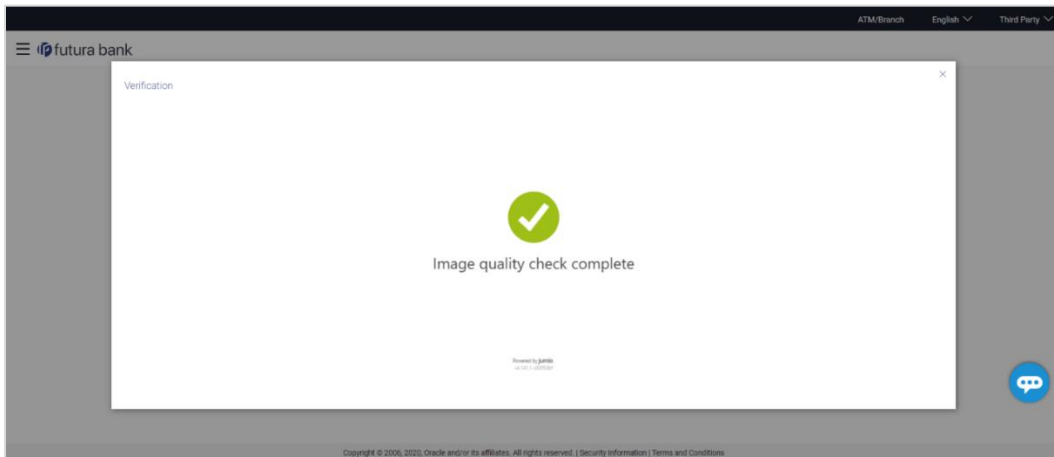 ATM/Branch English Third Party
futura bank
Verification
Image quality check complete
Powered by jumio
Copyright © 2006, 2020, Oracle and/or its affiliates. All rights reserved. | Security Information | Terms and Conditions